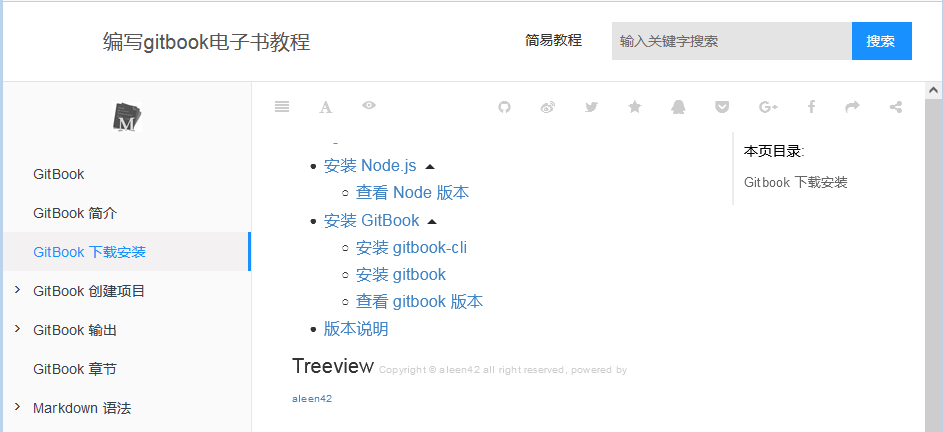 编写gitbook电子书教程
简易教程
输入关键字搜索
搜索
M
GitBook
GitBook 简介
GitBook 下载安装
GitBook 创建项目
GitBook 输出
GitBook 章节
Markdown 语法
A
G+
f
安装 Node.js
查看 Node 版本
安装 GitBook
安装 gitbook-cli
安装 gitbook
查看 gitbook 版本
版本说明
Treeview Copyright © aleen42 all right reserved, powered by
aleen42
本页目录:
Gitbook 下载安装